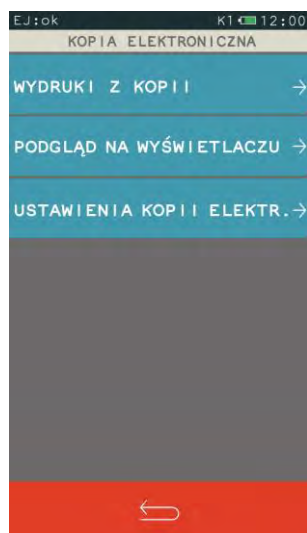 EJ:ok K1 12:00
KOPIA ELEKTRONICZNA
WYDRUKI Z KOPII →
PODGLĄD NA WYŚWIETLACZU →
USTAWIENIA KOPII ELEKTR. →